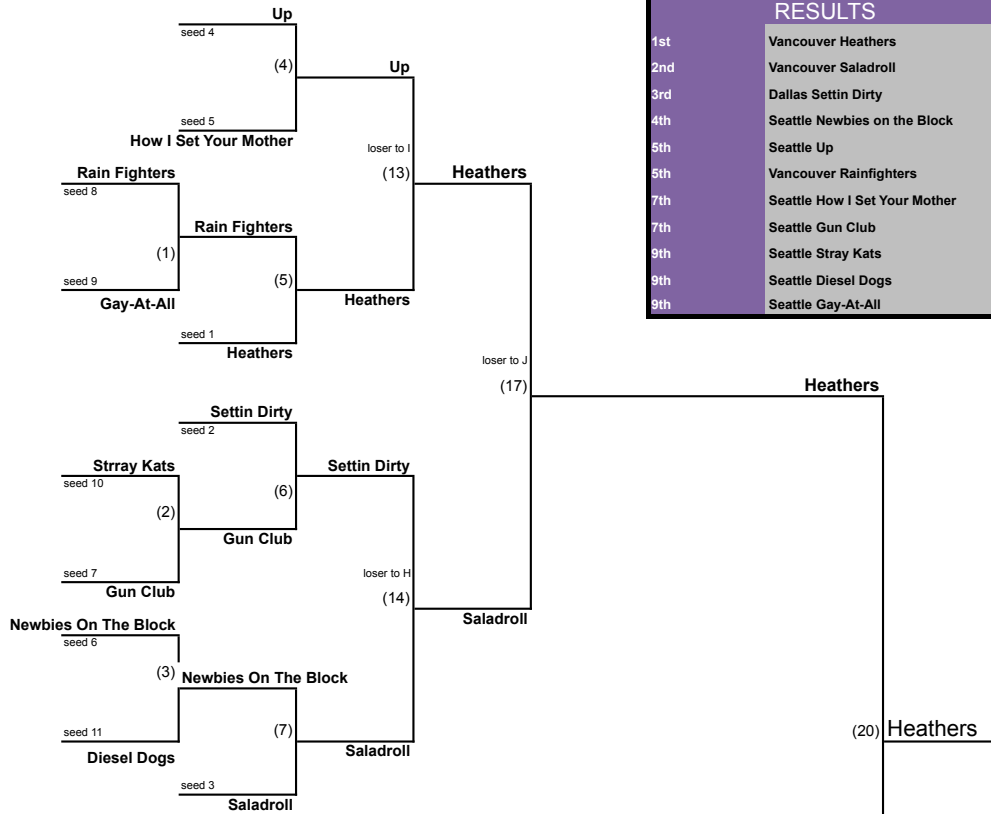 Up
seed 4
(4)
Up
seed 5
How I Set Your Mother
loser to I
(13)
Heathers
Rain Fighters
seed 8
Rain Fighters
(1)
seed 9
Gay-At-All
(5)
Heathers
seed 1
Heathers
loser to J
(17)
Heathers
Settin Dirty
seed 2
Strray Kats
seed 10
Settin Dirty
(6)
(2)
Gun Club
seed 7
Gun Club
loser to H
(14)
Saladroll
Newbies On The Block
seed 6
(3)
Newbies On The Block
seed 11
Diesel Dogs
(7)
Saladroll
seed 3
Saladroll
(20)
Heathers
RESULTS
1st Vancouver Heathers
2nd Vancouver Saladroll
3rd Dallas Settin Dirty
4th Seattle Newbies on the Block
5th Seattle Up
5th Vancouver Rainfighters
7th Seattle How I Set Your Mother
7th Seattle Gun Club
9th Seattle Stray Kats
9th Seattle Diesel Dogs
9th Seattle Gay-At-All